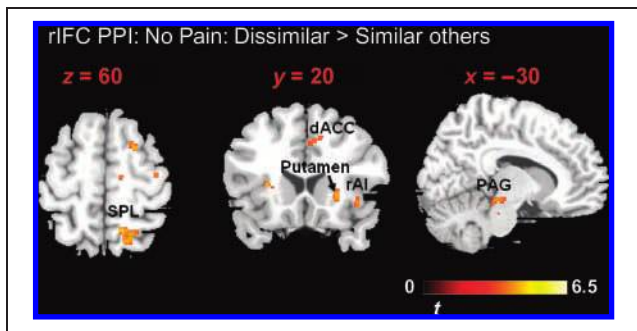 rIFC PPI: No Pain: Dissimilar > Similar others
z = 60 y = 20 x = −30
dACC
Putamen
rAI
PAG
SPL
0 6.5
t